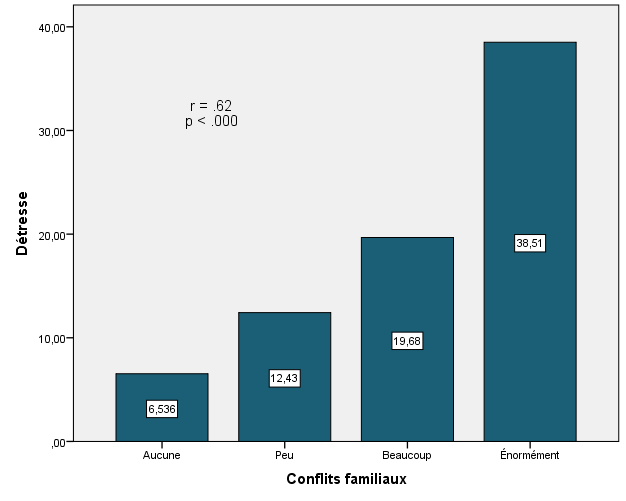 40,00
30,00
20,00
10,00
,00
Détresse
r = .62
p < .000
6,536
12,43
19,68
38,51
Aucune
Peu
Beaucoup
Énormément
Conflits familiaux